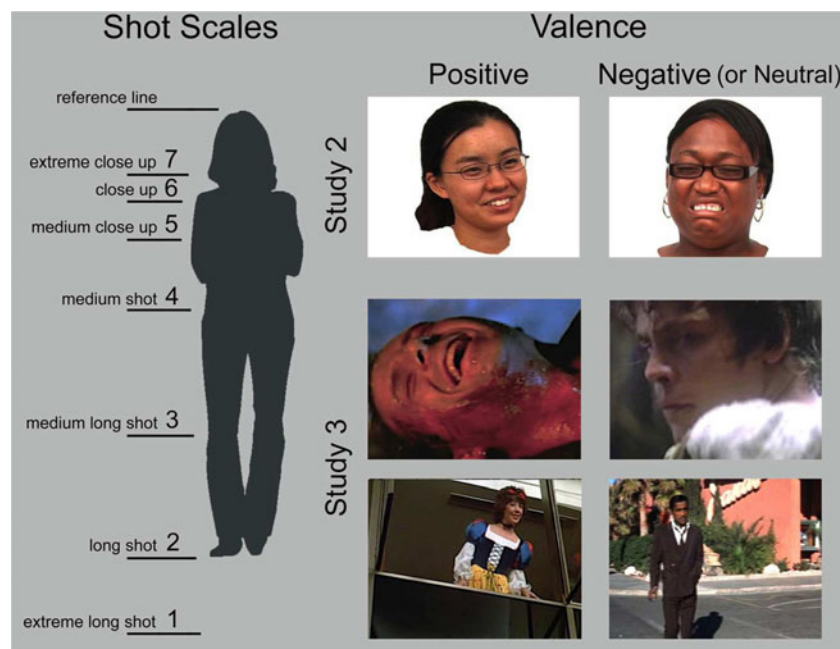 Shot Scales
reference line
extreme close up 7
close up 6
medium close up 5
medium shot 4
medium long shot 3
long shot 2
extreme long shot 1
Valence
Positive
Negative (or Neutral)
Study 2
Study 3